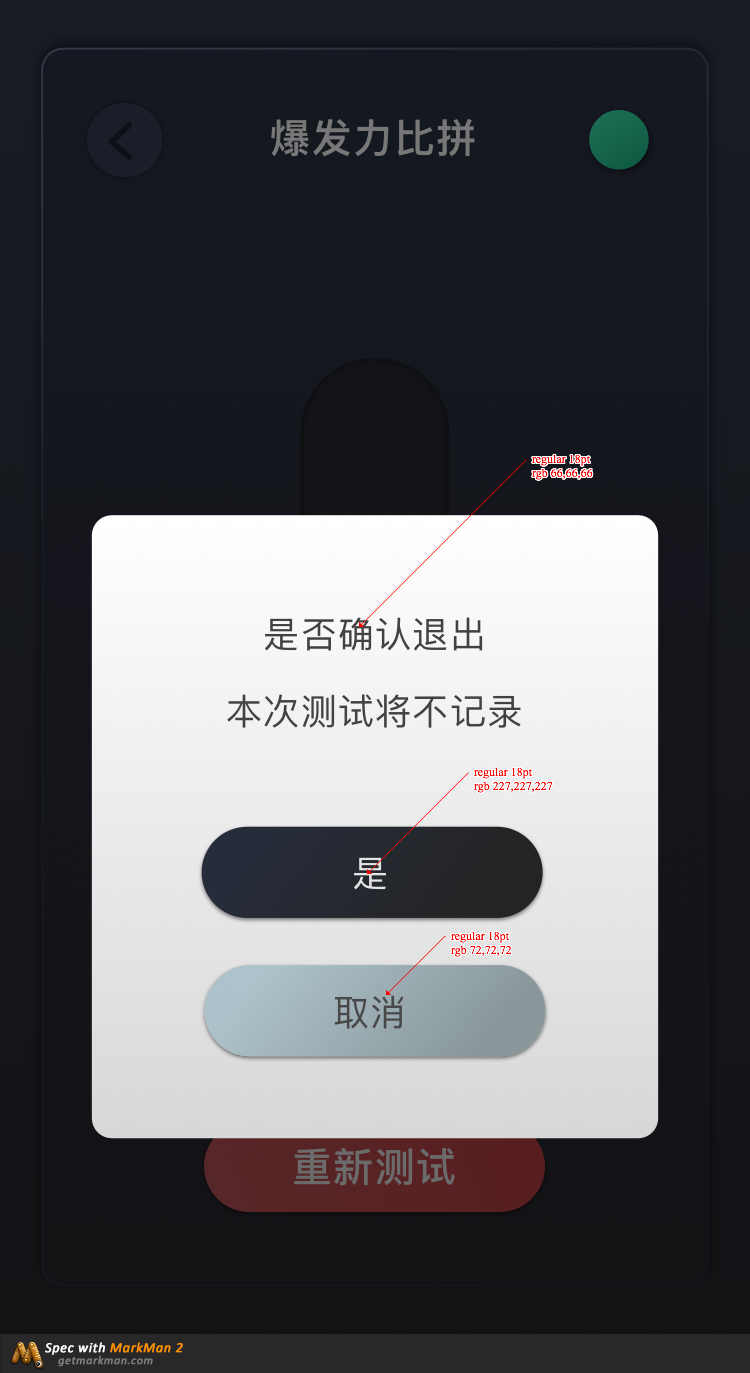 爆发力比拼
regular 18pt
rgb 66,66,66
是否确认退出
本次测试将不记录
regular 18pt
rgb 227,227,227
是
regular 18pt
rgb 72,72,72
取消
重新测试
Spec with MarkMan 2
getmarkman.com